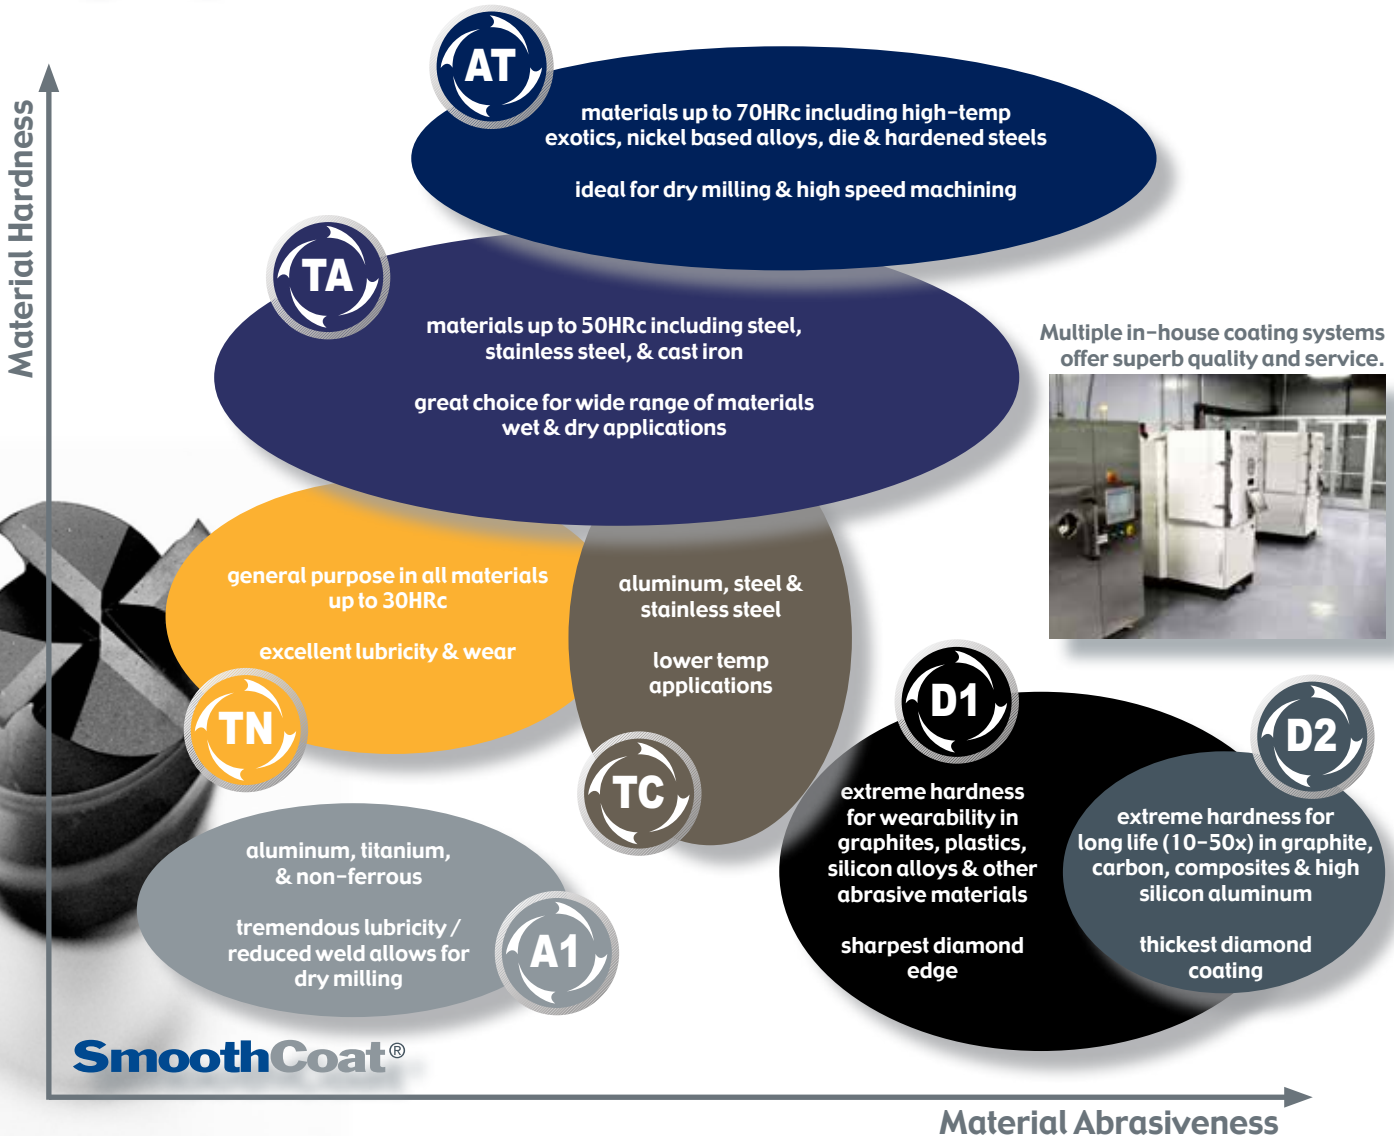 Material Hardness
AT
materials up to 70HRc including high-temp
exotics, nickel based alloys, die & hardened steels
ideal for dry milling & high speed machining
TA
materials up to 50HRc including steel,
stainless steel, & cast iron
great choice for wide range of materials
wet & dry applications
Multiple in-house coating systems
offer superb quality and service.
general purpose in all materials
up to 30HRc
excellent lubricity & wear
TN
aluminum, steel &
stainless steel
lower temp
applications
TC
D1
extreme hardness
for wearability in
graphites, plastics,
silicon alloys & other
abrasive materials
sharpest diamond
edge
D2
extreme hardness for
long life (10-50x) in graphite,
carbon, composites & high
silicon aluminum
thickest diamond
coating
aluminum, titanium,
& non-ferrous
tremendous lubricity /
reduced weld allows for
dry milling
A1
SmoothCoat®
Material Abrasiveness